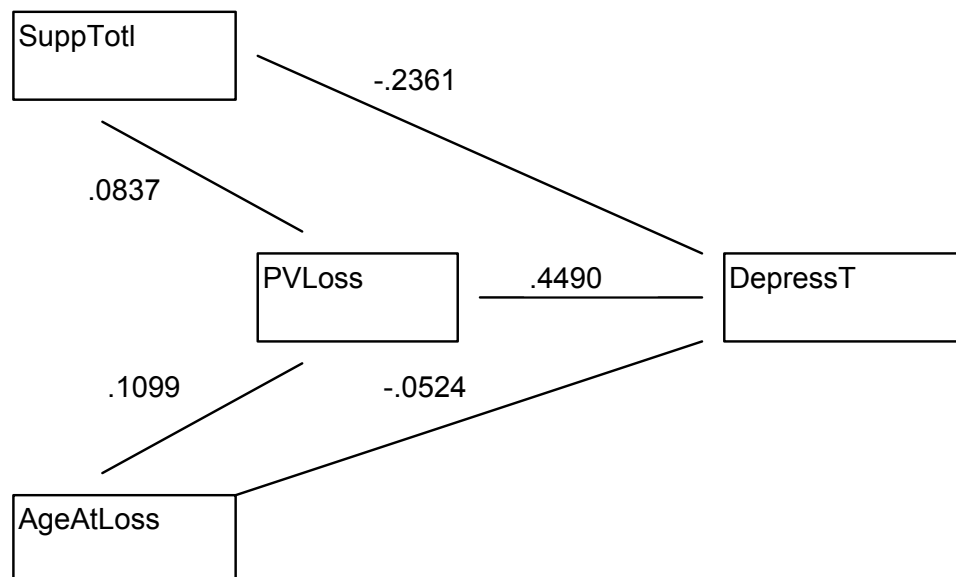 SuppTotl
-.2361
.0837
PVLoss
.4490
DepressT
.1099
-.0524
AgeAtLoss